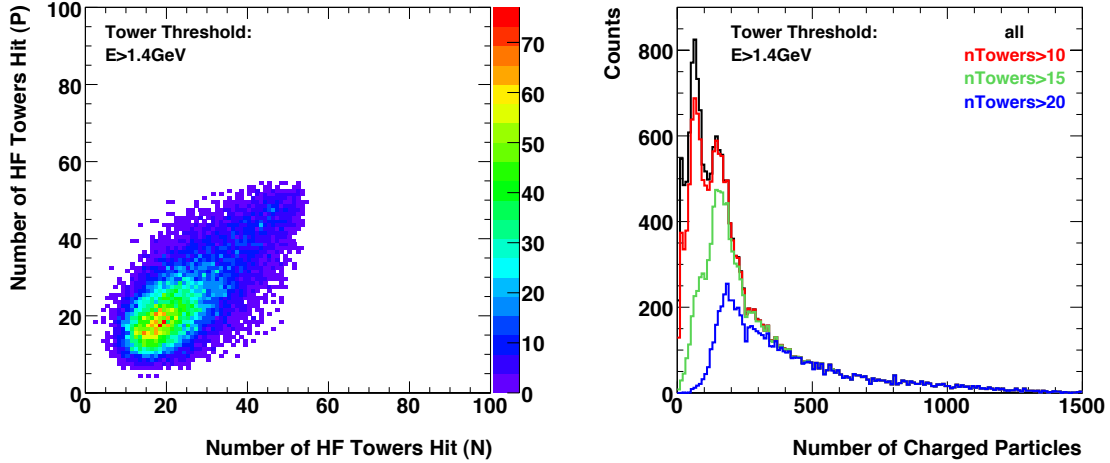 Number of HF Towers Hit (P)
100
80
60
40
20
0
Tower Threshold:
E>1.4GeV
70
60
50
40
30
20
10
0
0 20 40 60 80 100
Number of HF Towers Hit (N)
Counts
800
600
400
200
0
Tower Threshold:
E>1.4GeV
all
nTowers>10
nTowers>15
nTowers>20
0 500 1000 1500
Number of Charged Particles